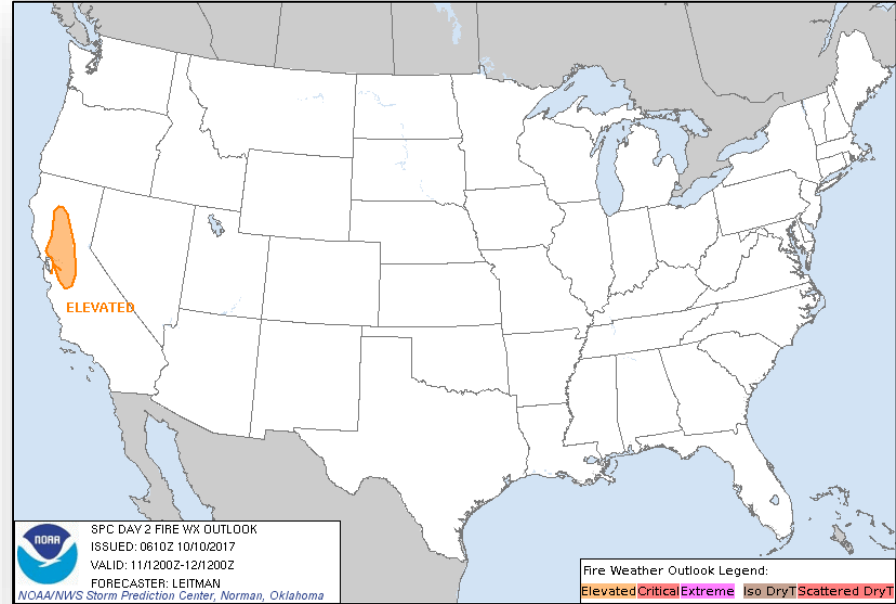 ELEVATED
NOAA
SPC DAY 2 FIRE WX OUTLOOK
ISSUED: 0610Z 10/10/2017
VALID: 11/1200Z-12/1200Z
FORECASTER: LEITMAN
NOAA/NWS Storm Prediction Center, Norman, Oklahoma
Fire Weather Outlook Legend:
Elevated Critical Extreme Iso DryT Scattered DryT